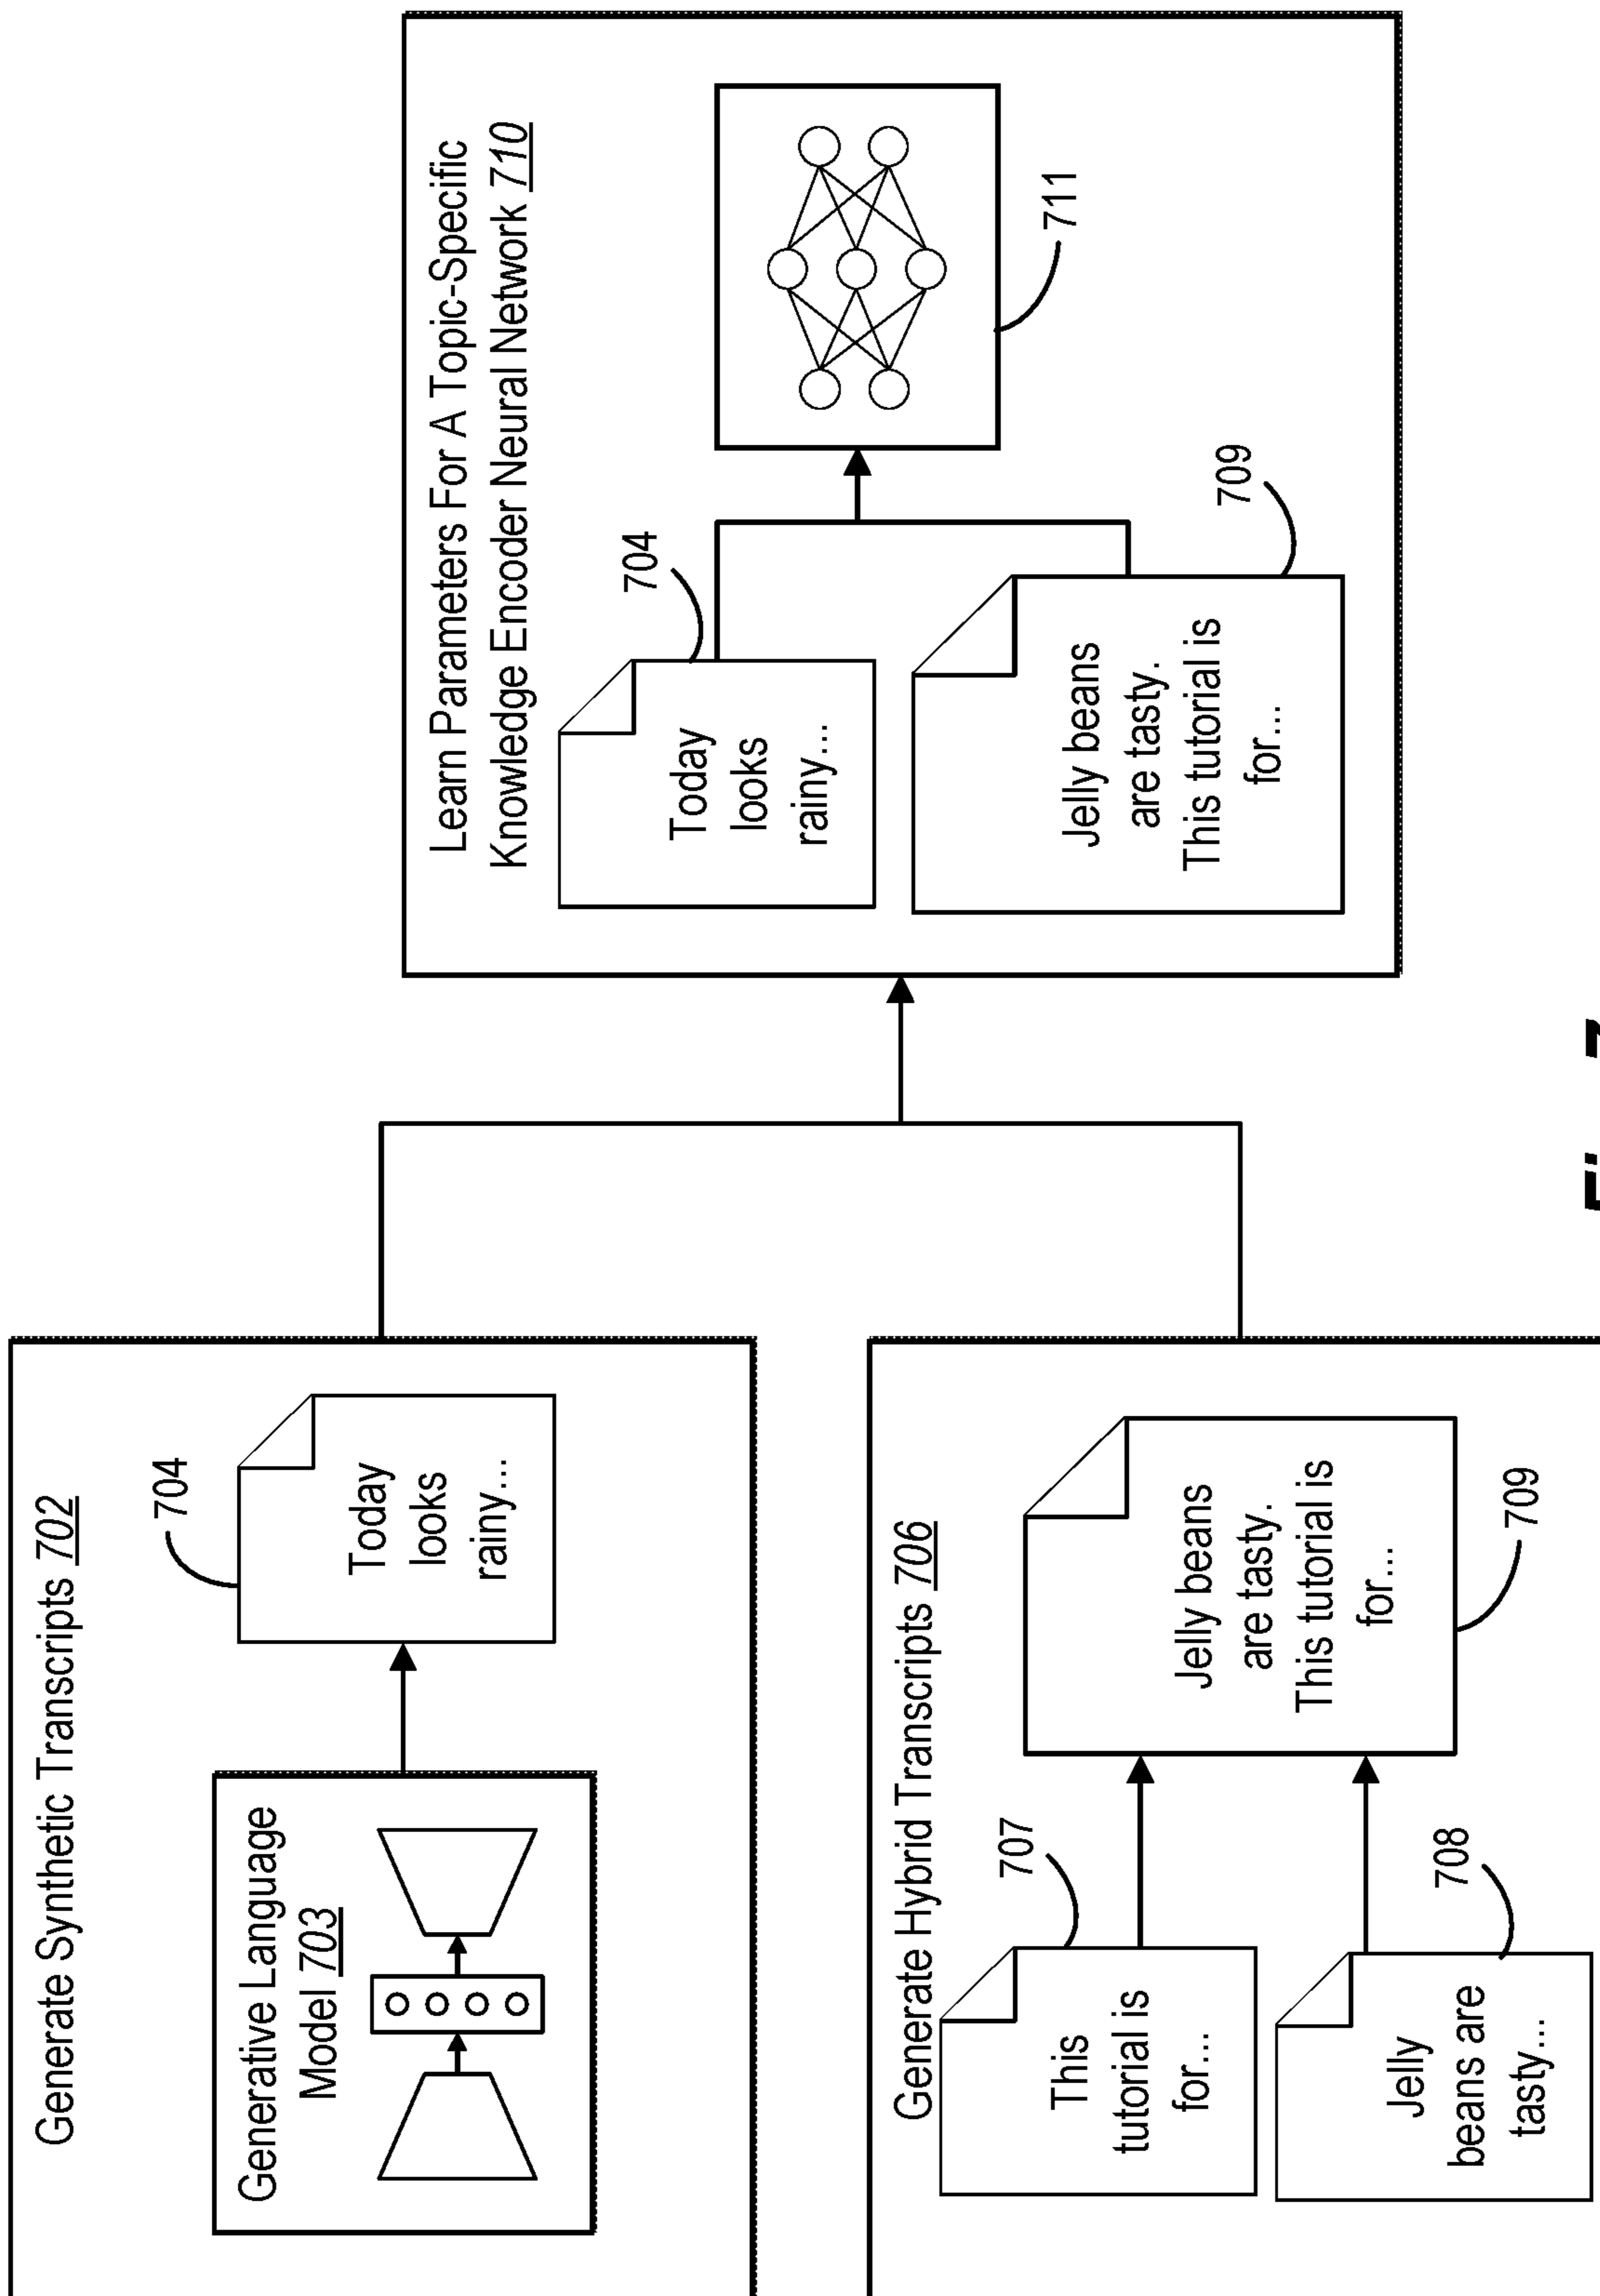 Generate Synthetic Transcripts 702
Generative Language
Model 703
704
Today
looks
rainy...
Generate Hybrid Transcripts 706
707
This
tutorial is
for...
708
Jelly
beans are
tasty...
Jelly beans
are tasty.
This tutorial is
for...
709
Learn Parameters For A Topic-Specific
Knowledge Encoder Neural Network 710
704
Today
looks
rainy...
Jelly beans
are tasty.
This tutorial is
for...
709
711